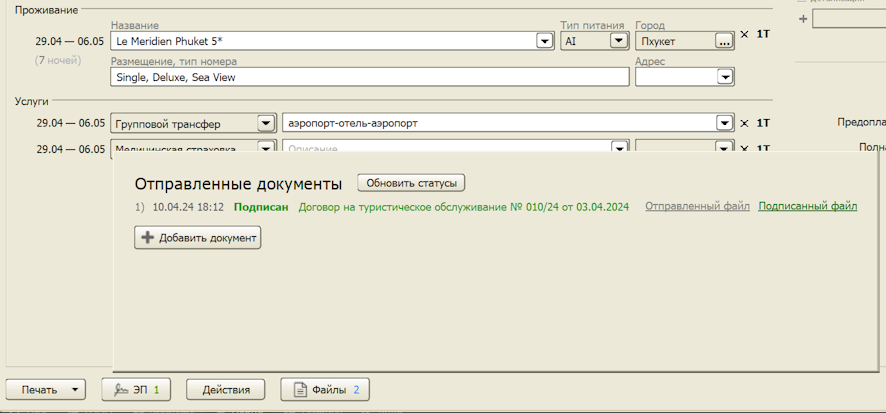 Проживание
Название Тип питания Город
29.04 — 06.05 Le Meridien Phuket 5* AI Пхукет ... × 1Т
(7 ночей) Размещение, тип номера Адрес
Single, Deluxe, Sea View
Услуги
29.04 — 06.05 Групповой трансфер аэропорт-отель-аэропорт × 1Т
Предопла
29.04 — 06.05 Медицинская страховка Описание × 1Т
Полна
Отправленные документы Обновить статусы
1) 10.04.24 18:12 Подписан Договор на туристическое обслуживание № 010/24 от 03.04.2024 Отправленный файл Подписанный файл
Добавить документ
Печать ЭП 1 Действия Файлы 2